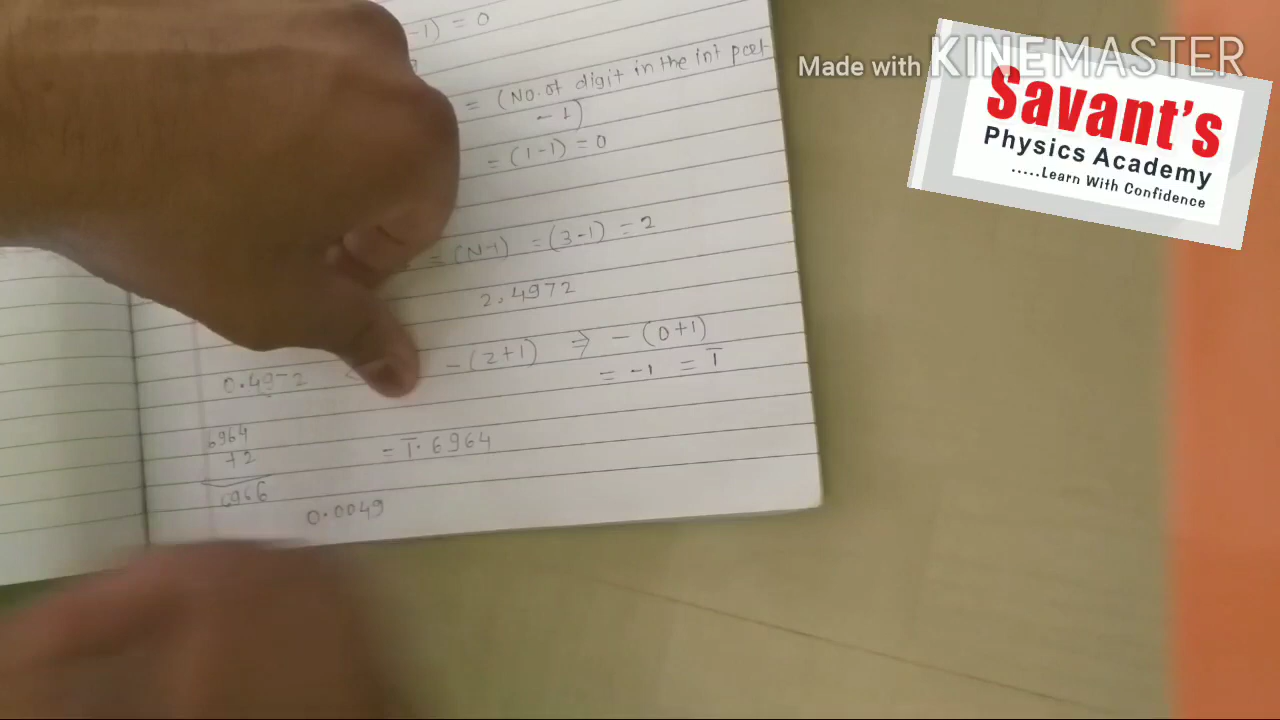 -1) = 0
= (No. of digit in the int part
- 1)
= (1-1) = 0
= (N-1) = (3-1) = 2
2.4972
- (2+1) ⇒ - (0+1)
= -1 = 1̅
6964
+2
6966
= 1̅.6964
0.0049
Made with KINEMASTER
Savant's
Physics Academy
.....Learn With Confidence